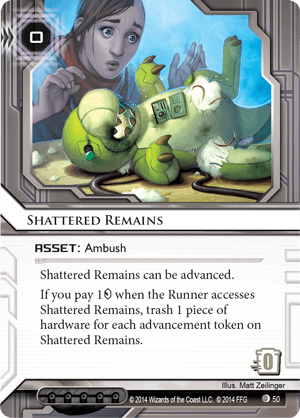 0
SHATTERED REMAINS
ASSET: Ambush
Shattered Remains can be advanced.
If you pay 1 when the Runner accesses
Shattered Remains, trash 1 piece of
hardware for each advancement token on
Shattered Remains.
0
Illus. Matt Zeilinger
© 2014 Wizards of the Coast LLC. © 2014 FFG 50